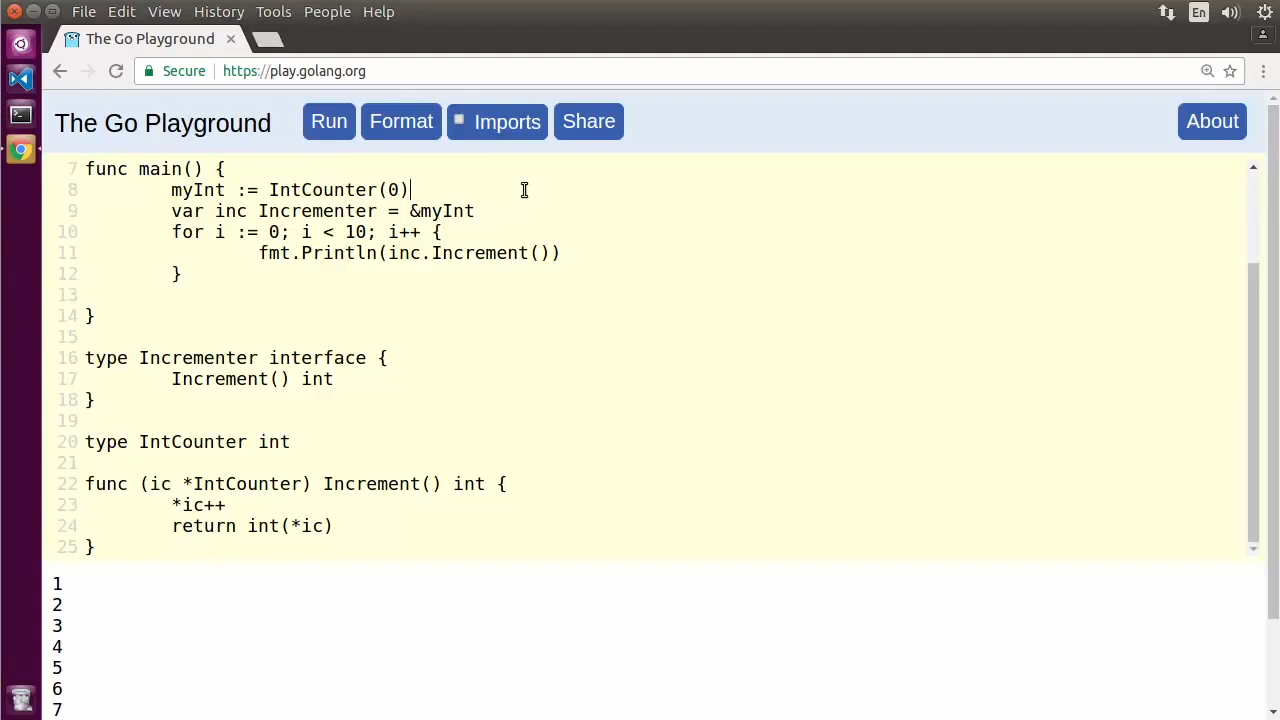 File Edit View History Tools People Help
En
The Go Playground
Secure https://play.golang.org
The Go Playground Run Format Imports Share About
7 func main() {
8 myInt := IntCounter(0)
9 var inc Incrementer = &myInt
10 for i := 0; i < 10; i++ {
11 fmt.Println(inc.Increment())
12 }
13
14 }
15
16 type Incrementer interface {
17 Increment() int
18 }
19
20 type IntCounter int
21
22 func (ic *IntCounter) Increment() int {
23 *ic++
24 return int(*ic)
25 }
1
2
3
4
5
6
7